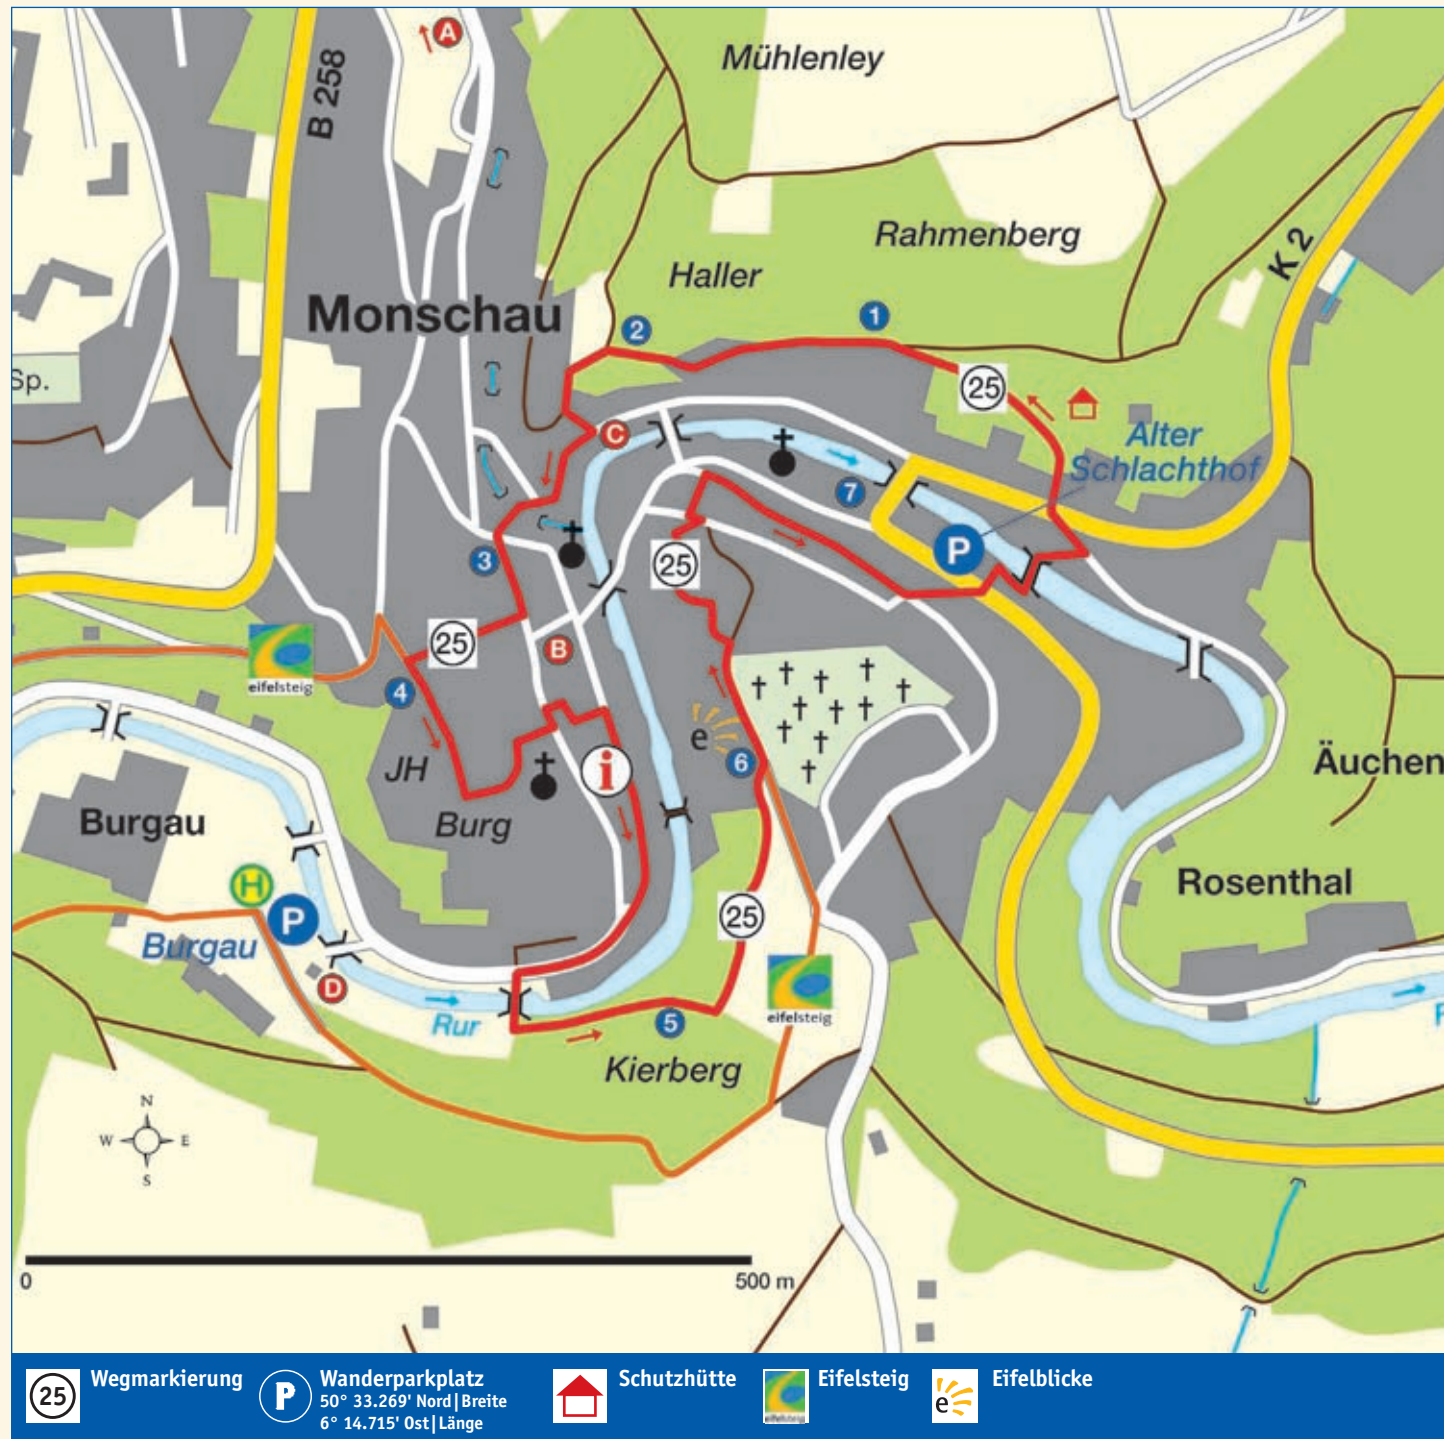 A
Mühlenley
B 258
Rahmenberg
K 2
Haller
Monschau
1
2
Sp.
25
C
Alter
Schlachthof
7
P
3
25
25
B
eifelsteig
4
e
6
JH
i
Äuchen
Burgau
Burg
Rosenthal
H
P
25
Burgau
D
eifelsteig
Rur
5
Kierberg
N
W E
S
0 500 m
25 Wegmarkierung
P Wanderparkplatz
50° 33.269' Nord|Breite
6° 14.715' Ost|Länge
Schutzhütte
eifelsteig Eifelsteig
e Eifelblicke